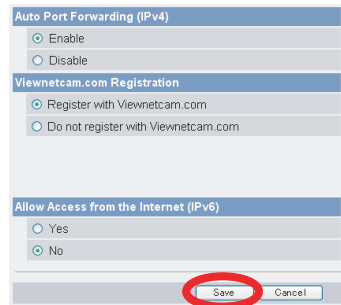 Auto Port Forwarding (IPv4)
Enable
Disable
Viewnetcam.com Registration
Register with Viewnetcam.com
Do not register with Viewnetcam.com
Allow Access from the Internet (IPv6)
Yes
No
Save Cancel